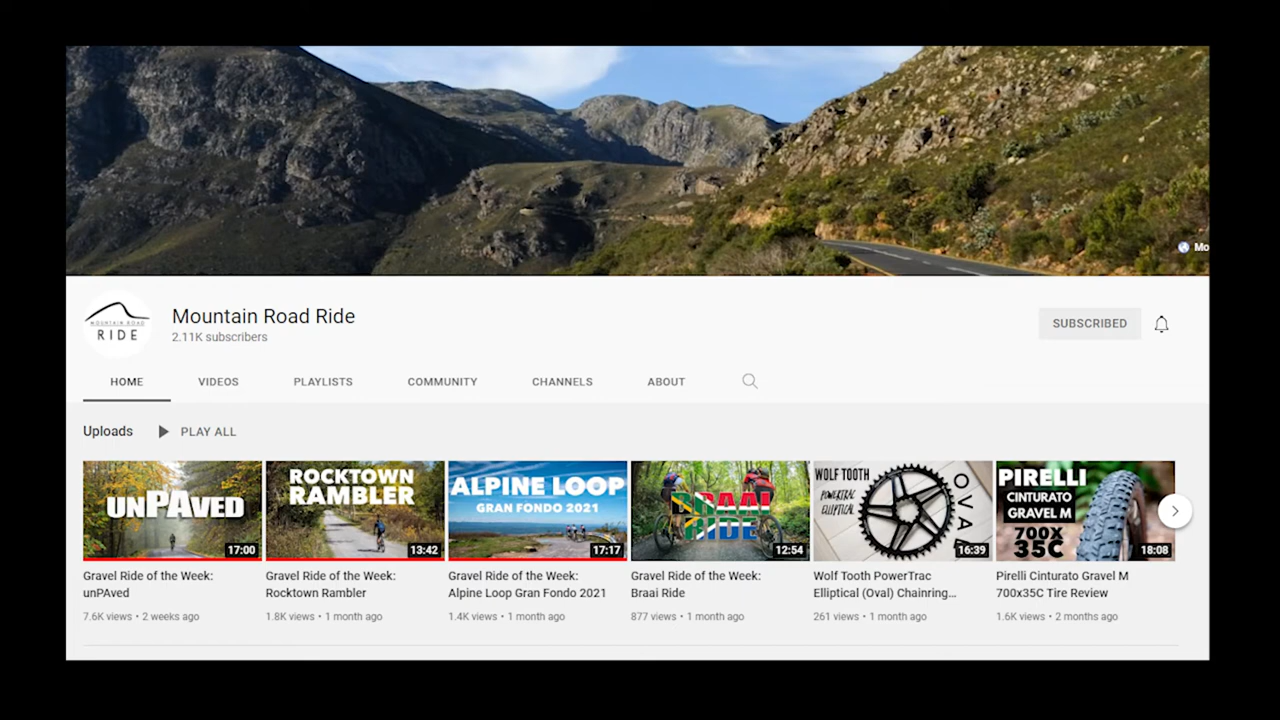 Mo
MOUNTAIN ROAD
RIDE
Mountain Road Ride
2.11K subscribers
SUBSCRIBED
HOME VIDEOS PLAYLISTS COMMUNITY CHANNELS ABOUT
Uploads PLAY ALL
unPAved
17:00
Gravel Ride of the Week:
unPAved
7.6K views • 2 weeks ago
ROCKTOWN
RAMBLER
13:42
Gravel Ride of the Week:
Rocktown Rambler
1.8K views • 1 month ago
ALPINE LOOP
GRAN FONDO 2021
17:17
Gravel Ride of the Week:
Alpine Loop Gran Fondo 2021
1.4K views • 1 month ago
BRAAI
RIDE
12:54
Gravel Ride of the Week:
Braai Ride
877 views • 1 month ago
WOLF TOOTH
POWERTRAC
ELLIPTICAL
OVAL
16:39
Wolf Tooth PowerTrac
Elliptical (Oval) Chainring...
261 views • 1 month ago
PIRELLI
CINTURATO
GRAVEL M
700X
35C
18:08
Pirelli Cinturato Gravel M
700x35C Tire Review
1.6K views • 2 months ago